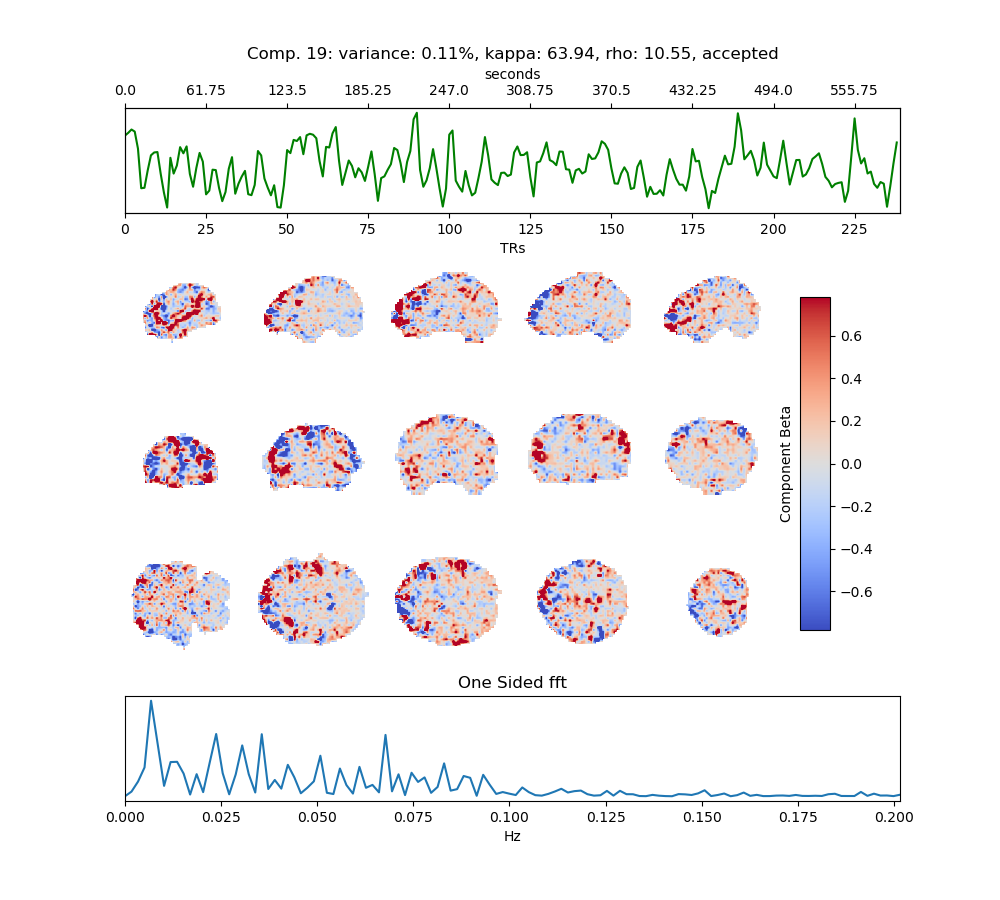 Comp. 19: variance: 0.11%, kappa: 63.94, rho: 10.55, accepted
seconds
0.0 61.75 123.5 185.25 247.0 308.75 370.5 432.25 494.0 555.75
0 25 50 75 100 125 150 175 200 225
TRs
0.6
0.4
0.2
0.0
−0.2
−0.4
−0.6
Component Beta
One Sided fft
0.000 0.025 0.050 0.075 0.100 0.125 0.150 0.175 0.200
Hz